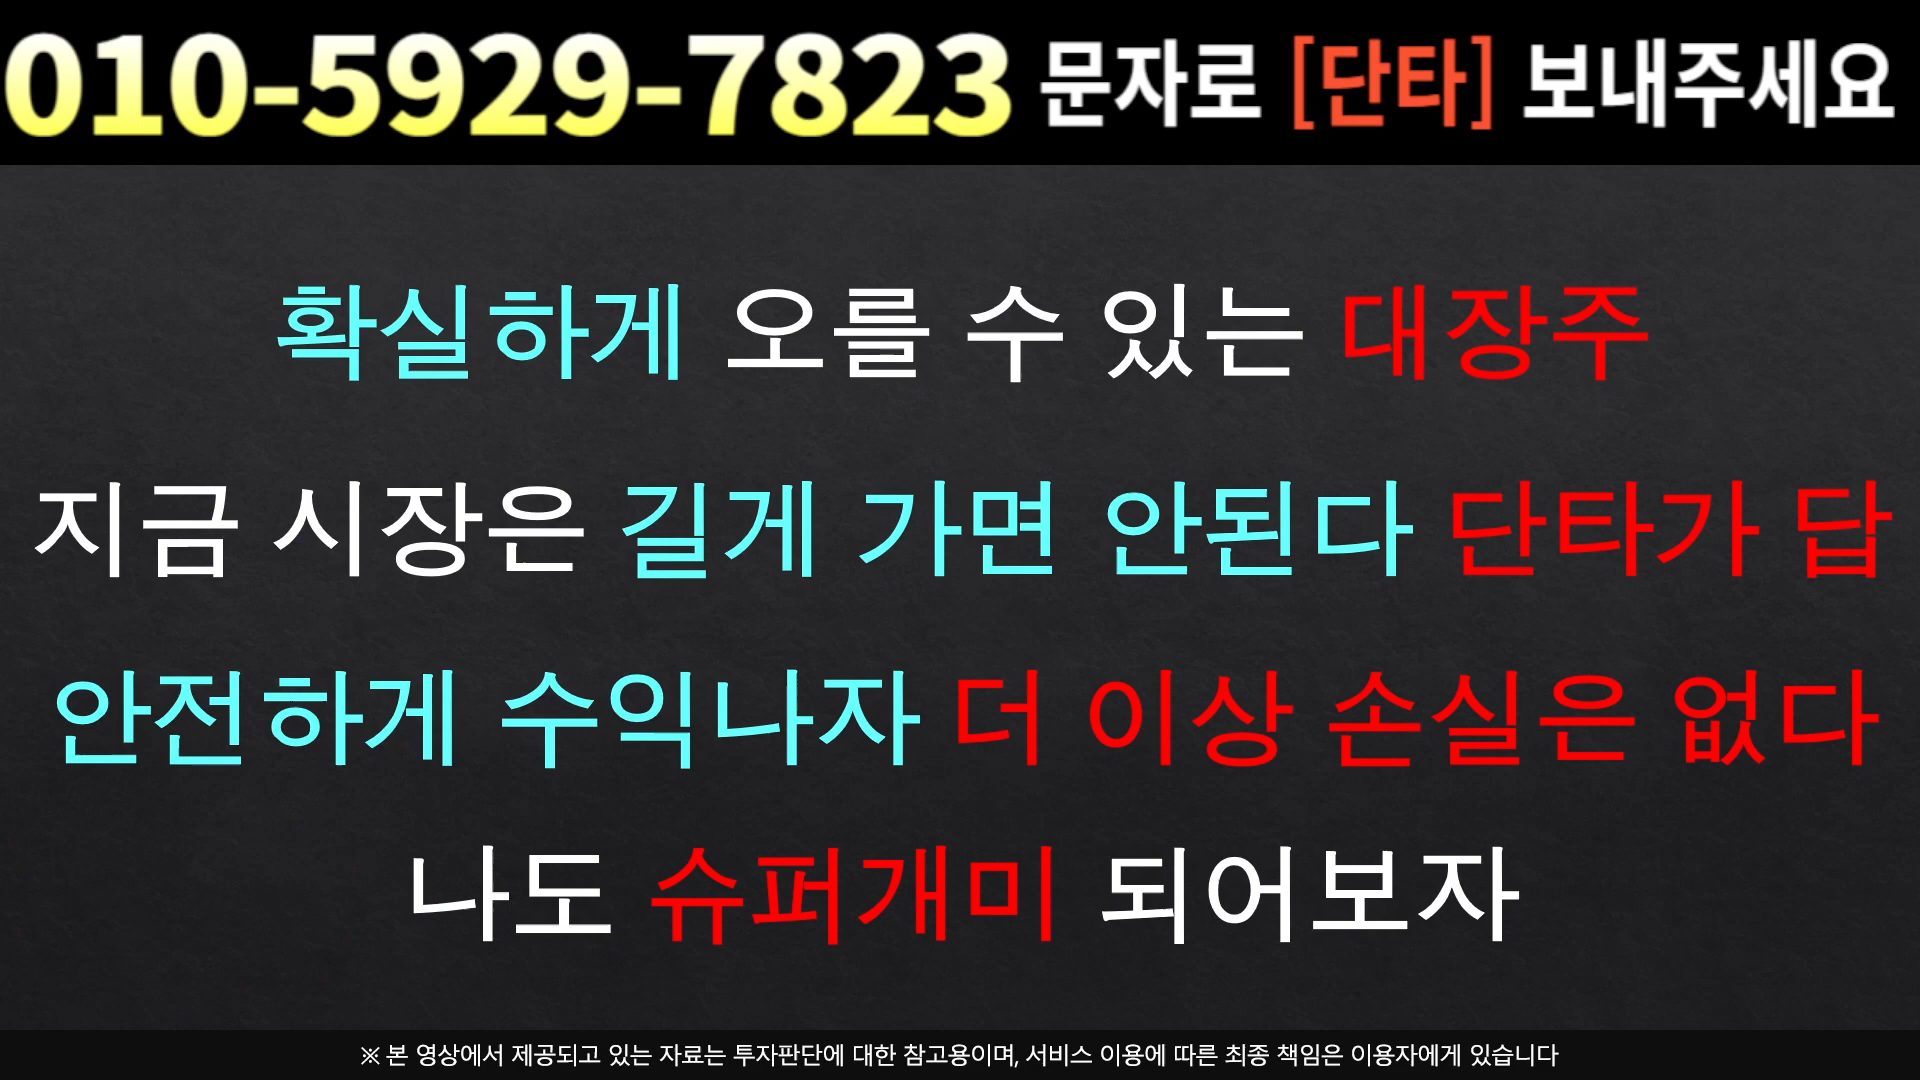 010-5929-7823 문자로 [단타] 보내주세요
확실하게 오를 수 있는 대장주
지금 시장은 길게 가면 안된다 단타가 답
안전하게 수익나자 더 이상 손실은 없다
나도 슈퍼개미 되어보자
※ 본 영상에서 제공되고 있는 자료는 투자판단에 대한 참고용이며, 서비스 이용에 따른 최종 책임은 이용자에게 있습니다